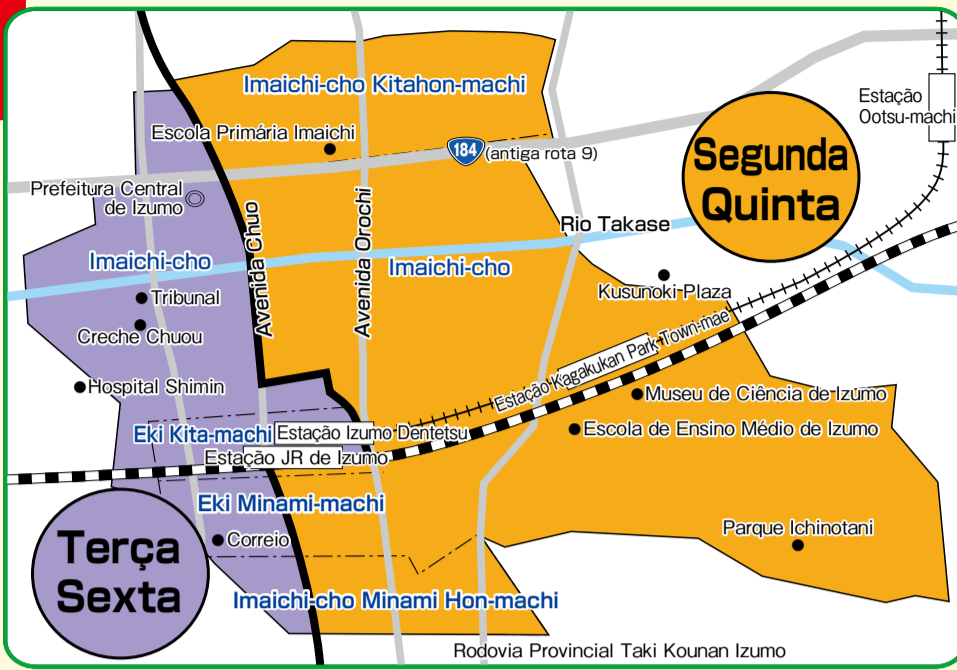 Imaichi-cho Kitahon-machi
Estação
Ootsu-machi
Escola Primária Imaichi
184 (antiga rota 9)
Segunda
Quinta
Prefeitura Central
de Izumo
Avenida Chuo
Avenida Orochi
Rio Takase
Imaichi-cho
Imaichi-cho
Kusunoki Plaza
Tribunal
Creche Chuou
Estação Kagakukan Park Town-mae
Hospital Shimin
Museu de Ciência de Izumo
Eki Kita-machi
Estação Izumo Dentetsu
Escola de Ensino Médio de Izumo
Estação JR de Izumo
Eki Minami-machi
Terça
Sexta
Correio
Parque Ichinotani
Imaichi-cho Minami Hon-machi
Rodovia Provincial Taki Kounan Izumo